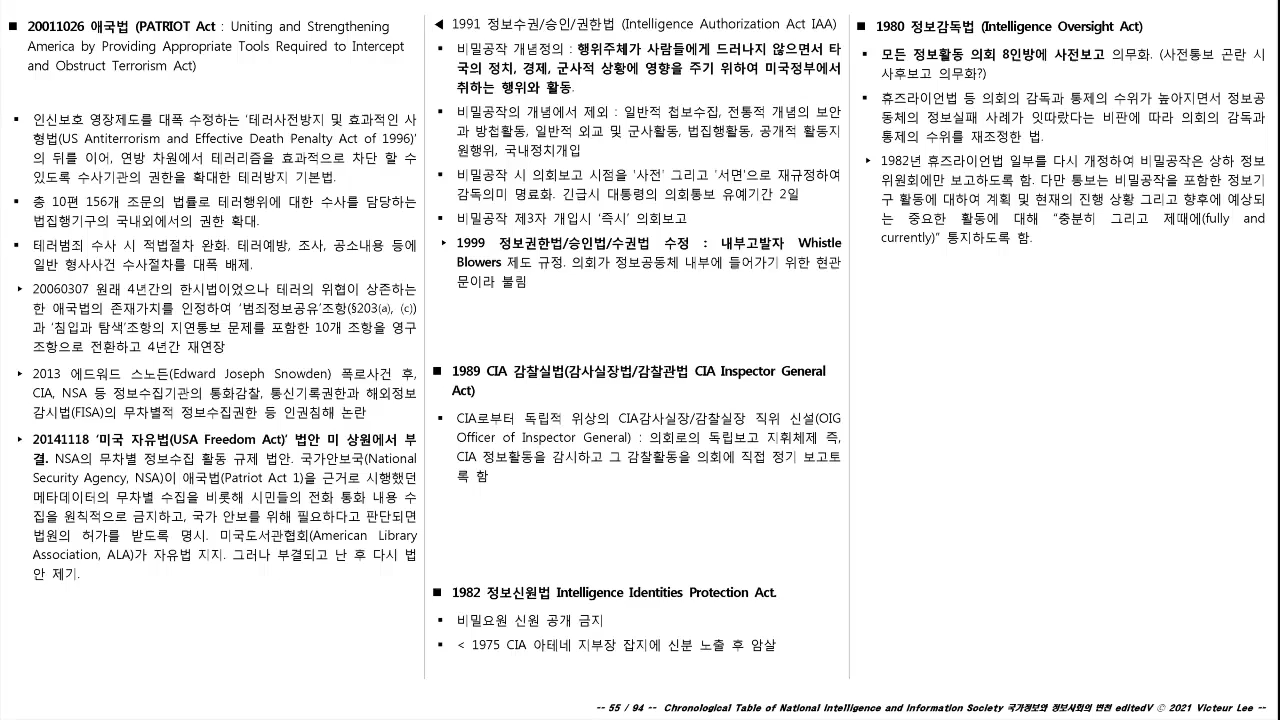 ■ 20011026 애국법 (PATRIOT Act : Uniting and Strengthening
America by Providing Appropriate Tools Required to Intercept
and Obstruct Terrorism Act)
▪ 인신보호 영장제도를 대폭 수정하는 '테러사전방지 및 효과적인 사
형법(US Antiterrorism and Effective Death Penalty Act of 1996)'
의 뒤를 이어, 연방 차원에서 테러리즘을 효과적으로 차단 할 수
있도록 수사기관의 권한을 확대한 테러방지 기본법.
▪ 총 10편 156개 조문의 법률로 테러행위에 대한 수사를 담당하는
법집행기구의 국내외에서의 권한 확대.
▪ 테러범죄 수사 시 적법절차 완화. 테러예방, 조사, 공소내용 등에
일반 형사사건 수사절차를 대폭 배제.
▸ 20060307 원래 4년간의 한시법이었으나 테러의 위협이 상존하는
한 애국법의 존재가치를 인정하여 '범죄정보공유'조항(§203⒜, ⒞)
과 '침입과 탐색'조항의 지연통보 문제를 포함한 10개 조항을 영구
조항으로 전환하고 4년간 재연장
▸ 2013 에드워드 스노든(Edward Joseph Snowden) 폭로사건 후,
CIA, NSA 등 정보수집기관의 통화감찰, 통신기록권한과 해외정보
감시법(FISA)의 무차별적 정보수집권한 등 인권침해 논란
▸ 20141118 '미국 자유법(USA Freedom Act)' 법안 미 상원에서 부
결. NSA의 무차별 정보수집 활동 규제 법안. 국가안보국(National
Security Agency, NSA)이 애국법(Patriot Act 1)을 근거로 시행했던
메타데이터의 무차별 수집을 비롯해 시민들의 전화 통화 내용 수
집을 원칙적으로 금지하고, 국가 안보를 위해 필요하다고 판단되면
법원의 허가를 받도록 명시. 미국도서관협회(American Library
Association, ALA)가 자유법 지지. 그러나 부결되고 난 후 다시 법
안 제기.
◀ 1991 정보수권/승인/권한법 (Intelligence Authorization Act IAA)
▪ 비밀공작 개념정의 : 행위주체가 사람들에게 드러나지 않으면서 타
국의 정치, 경제, 군사적 상황에 영향을 주기 위하여 미국정부에서
취하는 행위와 활동.
▪ 비밀공작의 개념에서 제외 : 일반적 첩보수집, 전통적 개념의 보안
과 방첩활동, 일반적 외교 및 군사활동, 법집행활동, 공개적 활동지
원행위, 국내정치개입
▪ 비밀공작 시 의회보고 시점을 '사전' 그리고 '서면'으로 재규정하여
감독의미 명료화. 긴급시 대통령의 의회통보 유예기간 2일
▪ 비밀공작 제3자 개입시 '즉시' 의회보고
▸ 1999 정보권한법/승인법/수권법 수정 : 내부고발자 Whistle
Blowers 제도 규정. 의회가 정보공동체 내부에 들어가기 위한 현관
문이라 불림
■ 1989 CIA 감찰실법(감사실장법/감찰관법 CIA Inspector General
Act)
▪ CIA로부터 독립적 위상의 CIA감사실장/감찰실장 직위 신설(OIG
Officer of Inspector General) : 의회로의 독립보고 지휘체제 즉,
CIA 정보활동을 감시하고 그 감찰활동을 의회에 직접 정기 보고토
록 함
■ 1982 정보신원법 Intelligence Identities Protection Act.
▪ 비밀요원 신원 공개 금지
▪ < 1975 CIA 아테네 지부장 잡지에 신분 노출 후 암살
■ 1980 정보감독법 (Intelligence Oversight Act)
▪ 모든 정보활동 의회 8인방에 사전보고 의무화. (사전통보 곤란 시
사후보고 의무화?)
▪ 휴즈라이언법 등 의회의 감독과 통제의 수위가 높아지면서 정보공
동체의 정보실패 사례가 잇따랐다는 비판에 따라 의회의 감독과
통제의 수위를 재조정한 법.
▸ 1982년 휴즈라이언법 일부를 다시 개정하여 비밀공작은 상하 정보
위원회에만 보고하도록 함. 다만 통보는 비밀공작을 포함한 정보기
구 활동에 대하여 계획 및 현재의 진행 상황 그리고 향후에 예상되
는 중요한 활동에 대해 "충분히 그리고 제때에(fully and
currently)" 통지하도록 함.
-- 55 / 94 -- Chronological Table of National Intelligence and Information Society 국가정보와 정보사회의 변천 editedV © 2021 Victeur Lee --